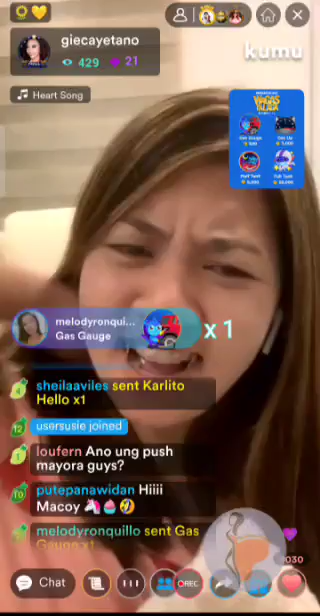 giecayetano
429 21
kumu
Heart Song
melodyronqui...
Gas Gauge
x 1
sheilaaviles sent Karlito
Hello x1
usersusie joined
loufern Ano ung push
mayora guys?
putepanawidan Hiiii
Macoy
melodyronquillo sent Gas
Gauge x1
Chat
REC